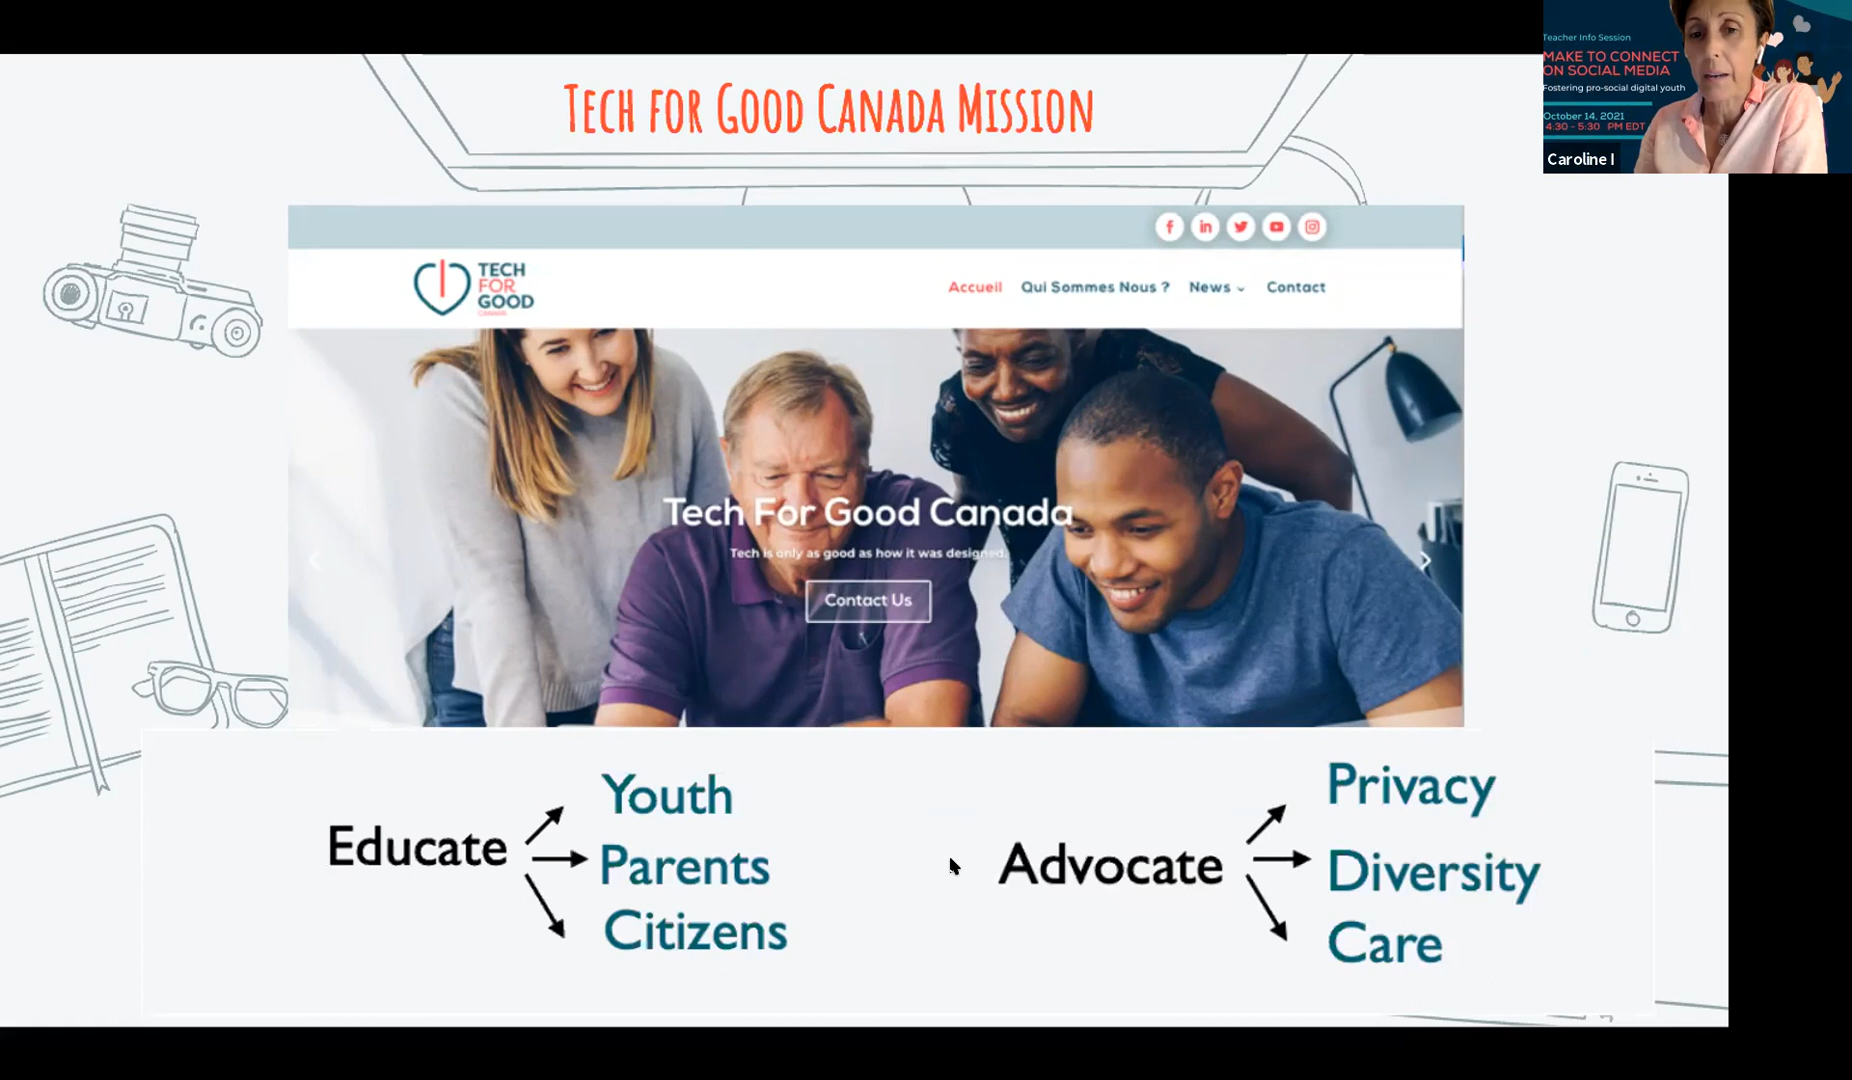 Tech for Good Canada Mission
Teacher Info Session
MAKE TO CONNECT
ON SOCIAL MEDIA
Fostering pro-social digital youth
October 14, 2021
4:30 - 5:30 PM EDT
Caroline I
TECH
FOR
GOOD
CANADA
Accueil Qui Sommes Nous ? News Contact
Tech For Good Canada
Tech is only as good as how it was designed.
Contact Us
Educate
Youth
Parents
Citizens
Advocate
Privacy
Diversity
Care